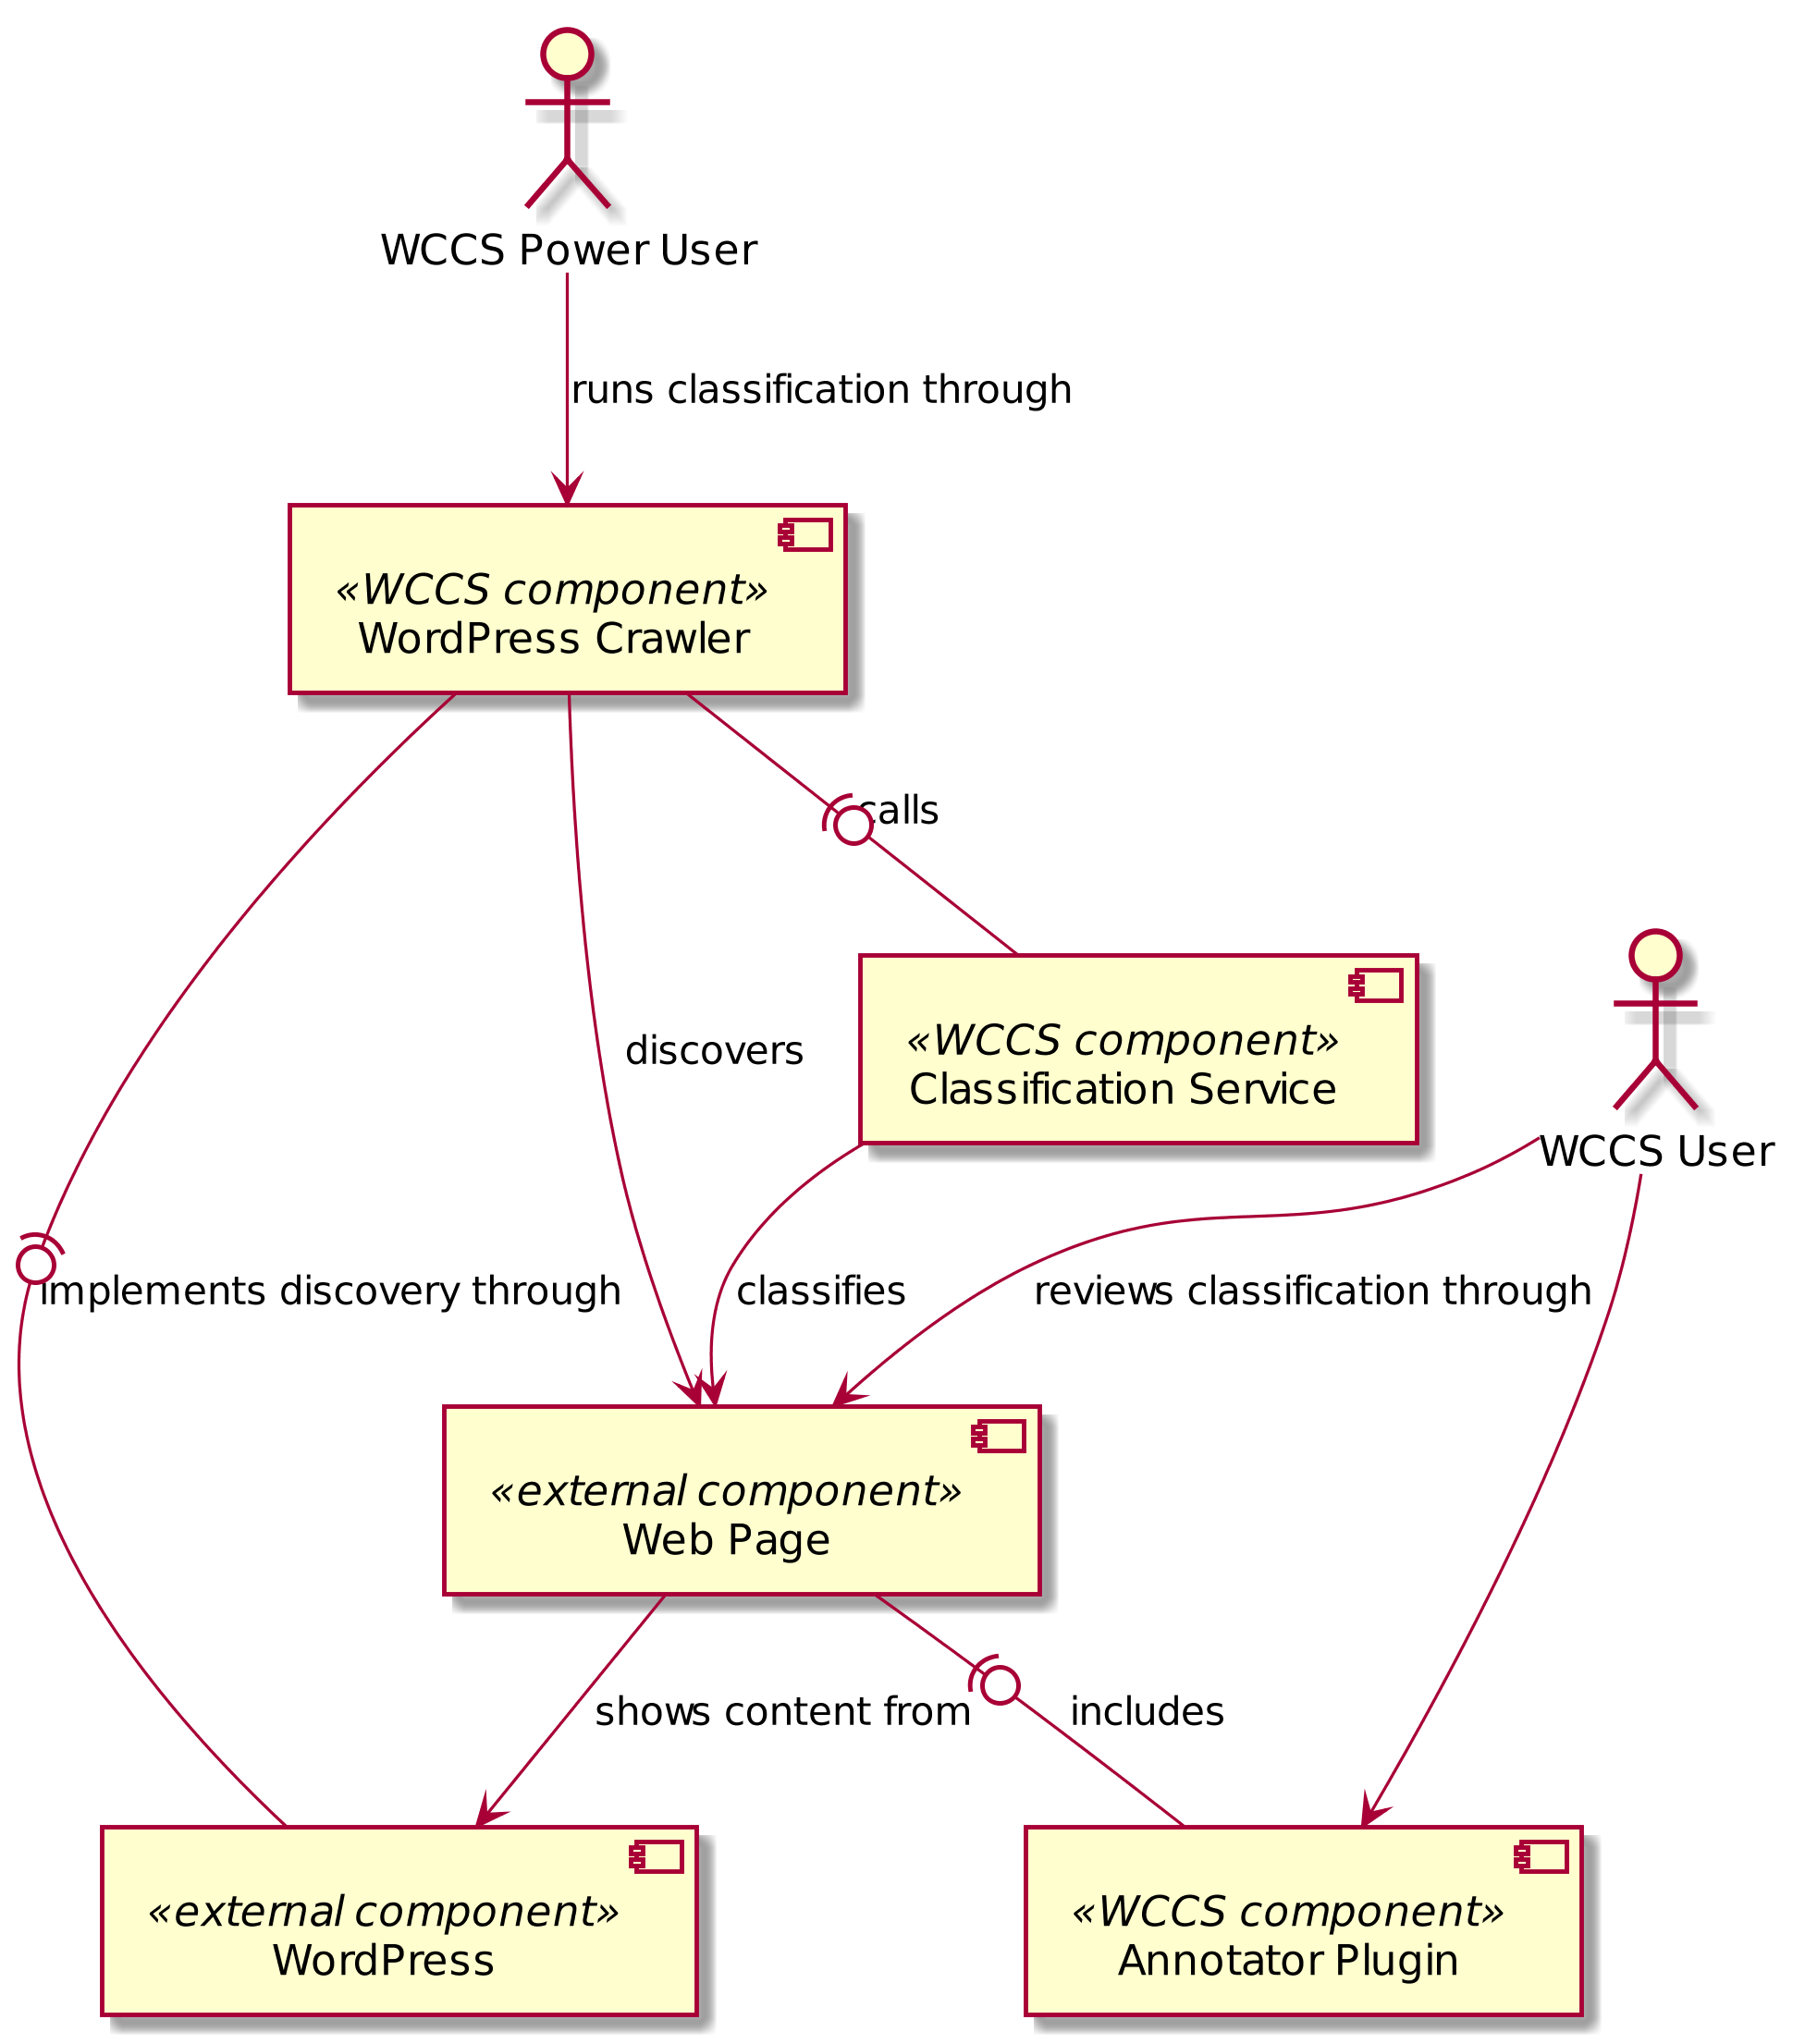 WCCS Power User
runs classification through
«WCCS component»
WordPress Crawler
calls
discovers
«WCCS component»
Classification Service
WCCS User
implements discovery through
classifies
reviews classification through
«external component»
Web Page
shows content from
includes
«external component»
WordPress
«WCCS component»
Annotator Plugin